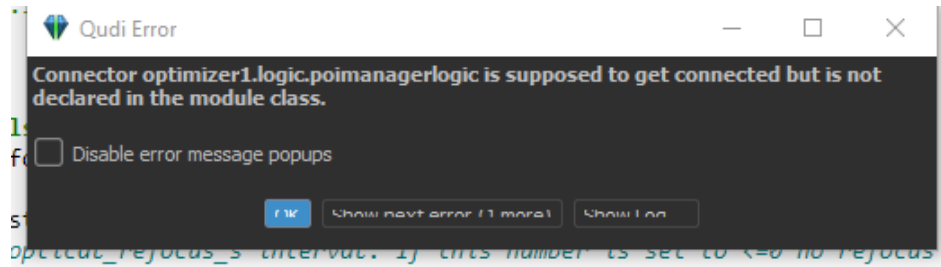 Qudi Error
Connector optimizer1.logic.poimanagerlogic is supposed to get connected but is not
declared in the module class.
Disable error message popups
OK Show next error (1 more) Show Log
optical_refocus_s interval. If this number is set to <=0 no refocus